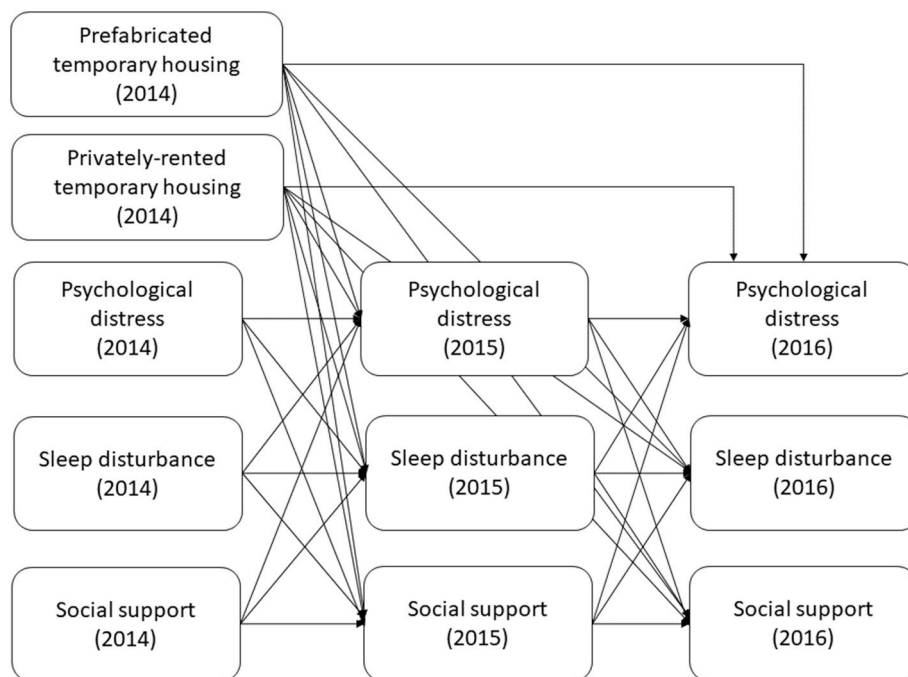 Prefabricated
temporary housing
(2014)
Privately-rented
temporary housing
(2014)
Psychological
distress
(2014)
Psychological
distress
(2015)
Psychological
distress
(2016)
Sleep disturbance
(2014)
Sleep disturbance
(2015)
Sleep disturbance
(2016)
Social support
(2014)
Social support
(2015)
Social support
(2016)